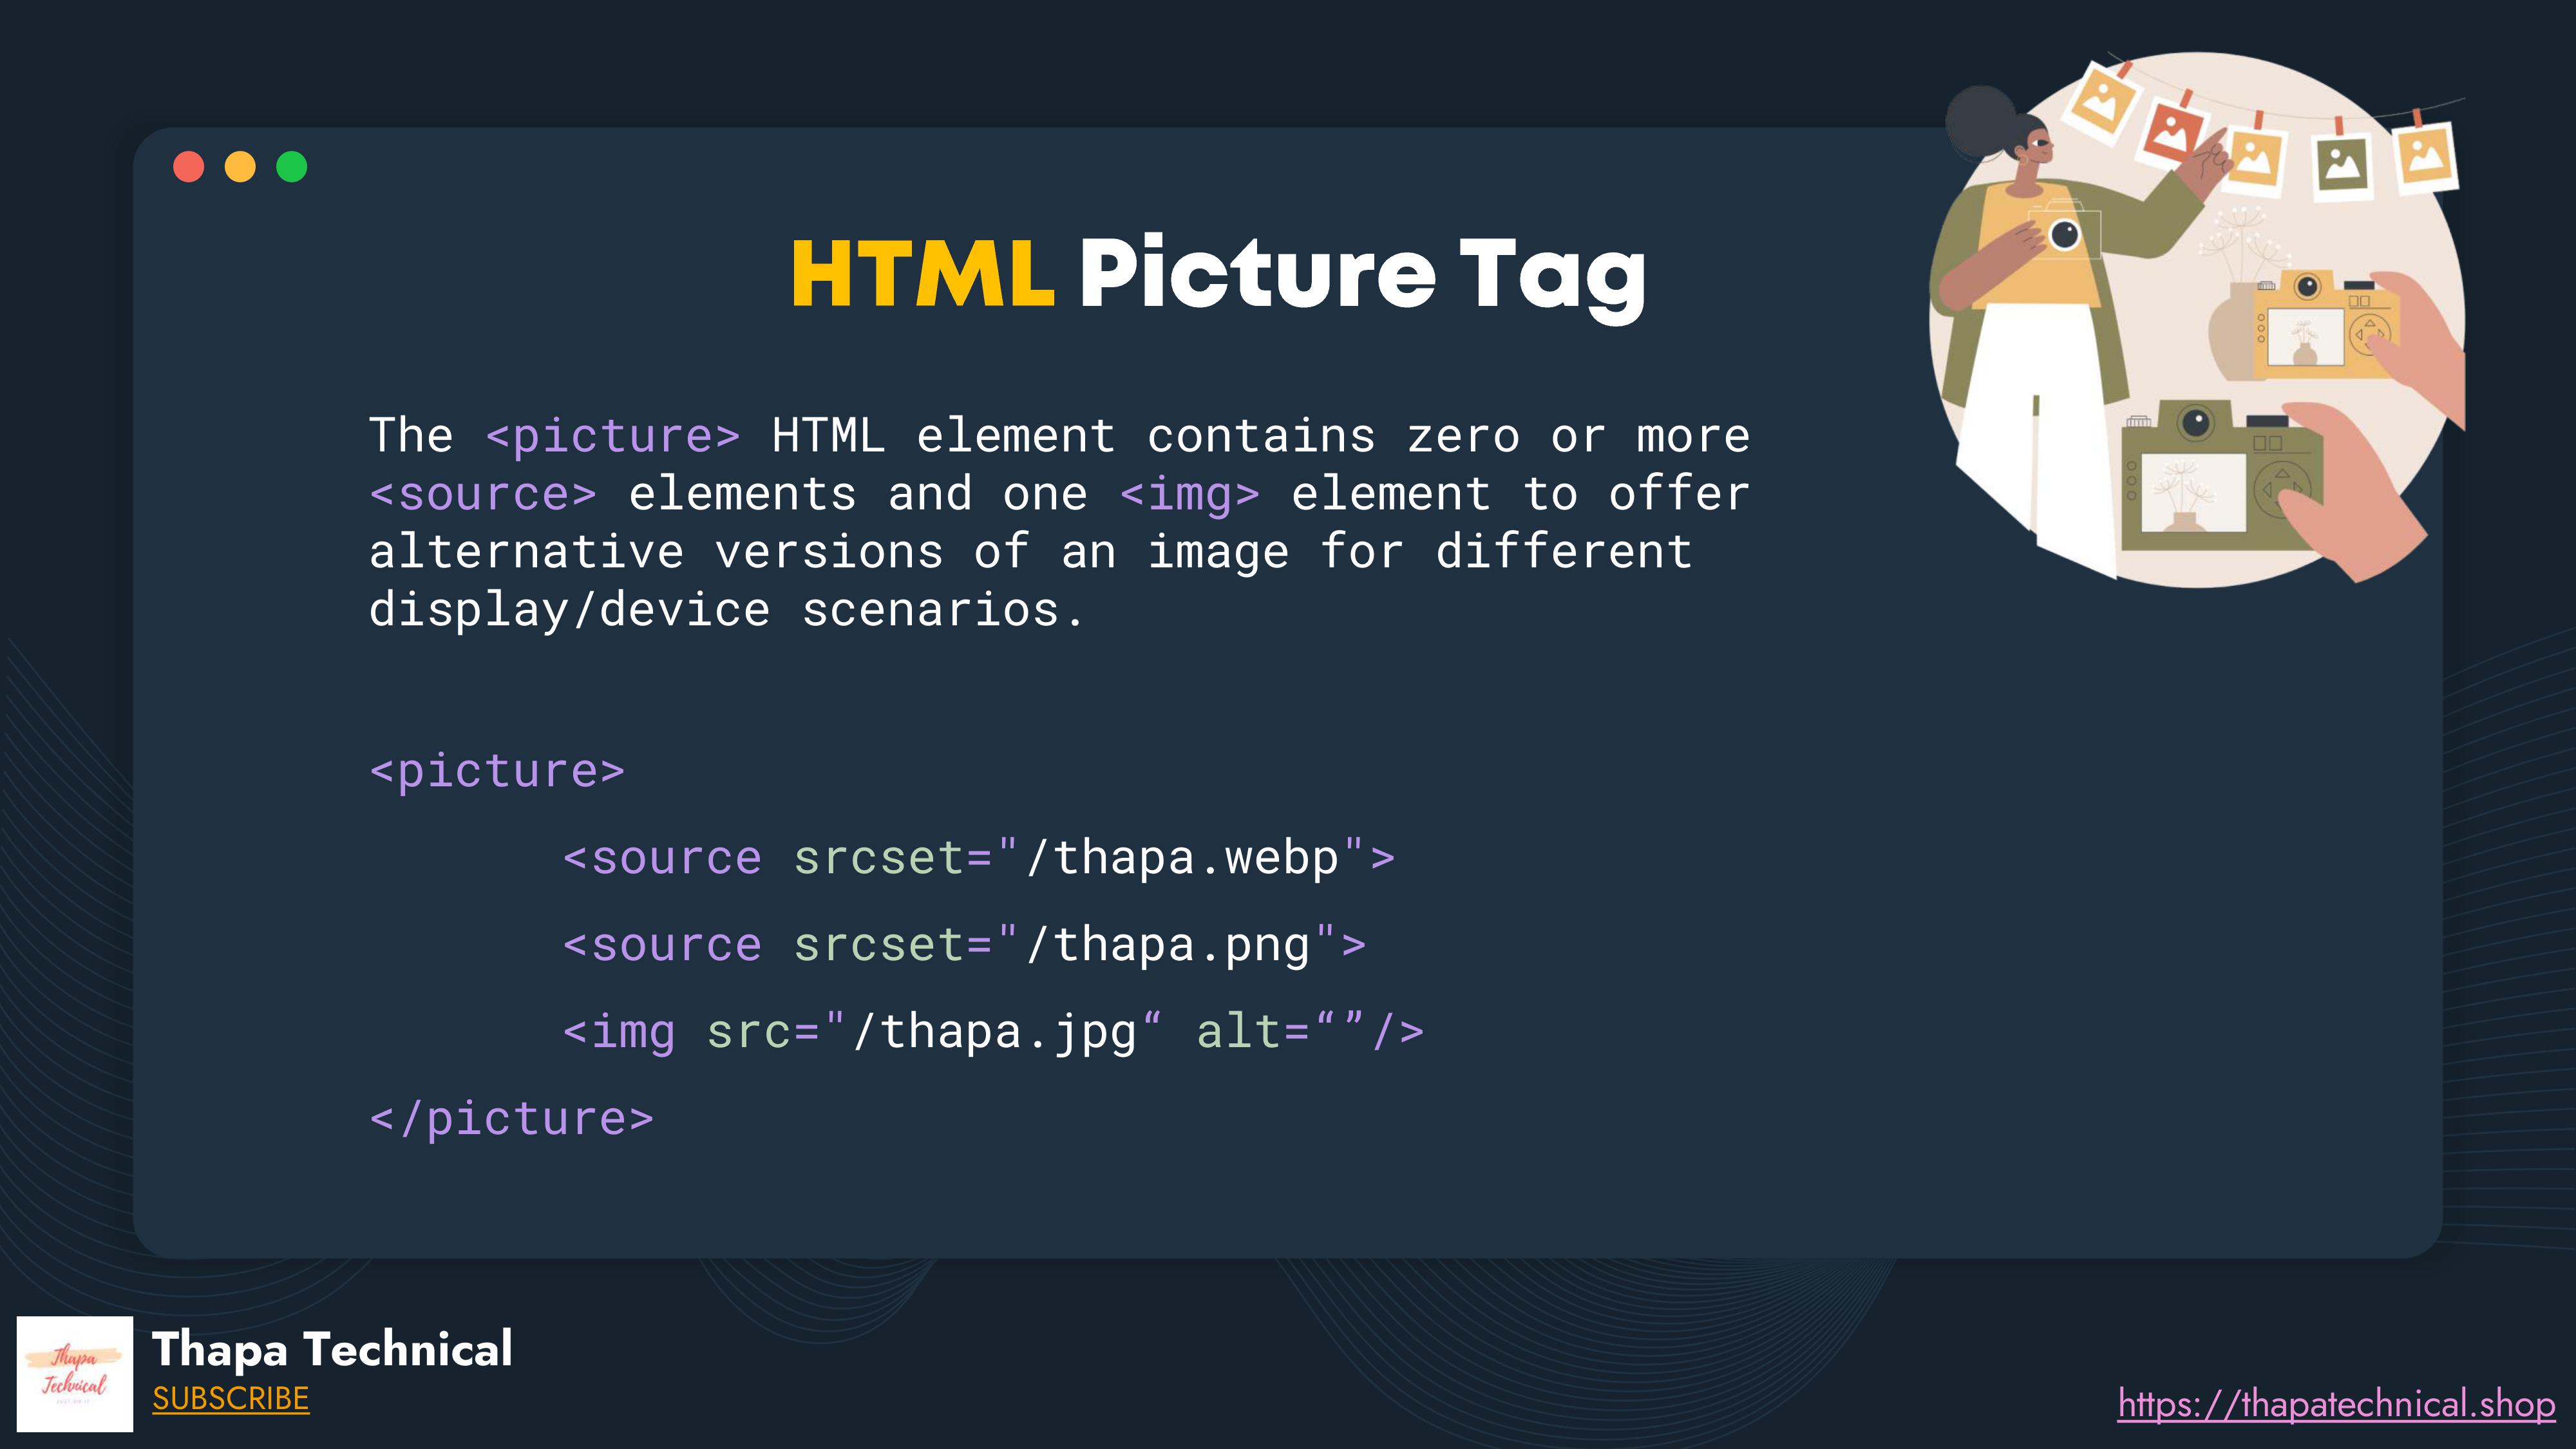 HTML Picture Tag
The <picture> HTML element contains zero or more
<source> elements and one <img> element to offer
alternative versions of an image for different
display/device scenarios.
<picture>
<source srcset="/thapa.webp">
<source srcset="/thapa.png">
<img src="/thapa.jpg“ alt=“”/>
</picture>
Thapa
Technical
Thapa Technical
SUBSCRIBE
https://thapatechnical.shop